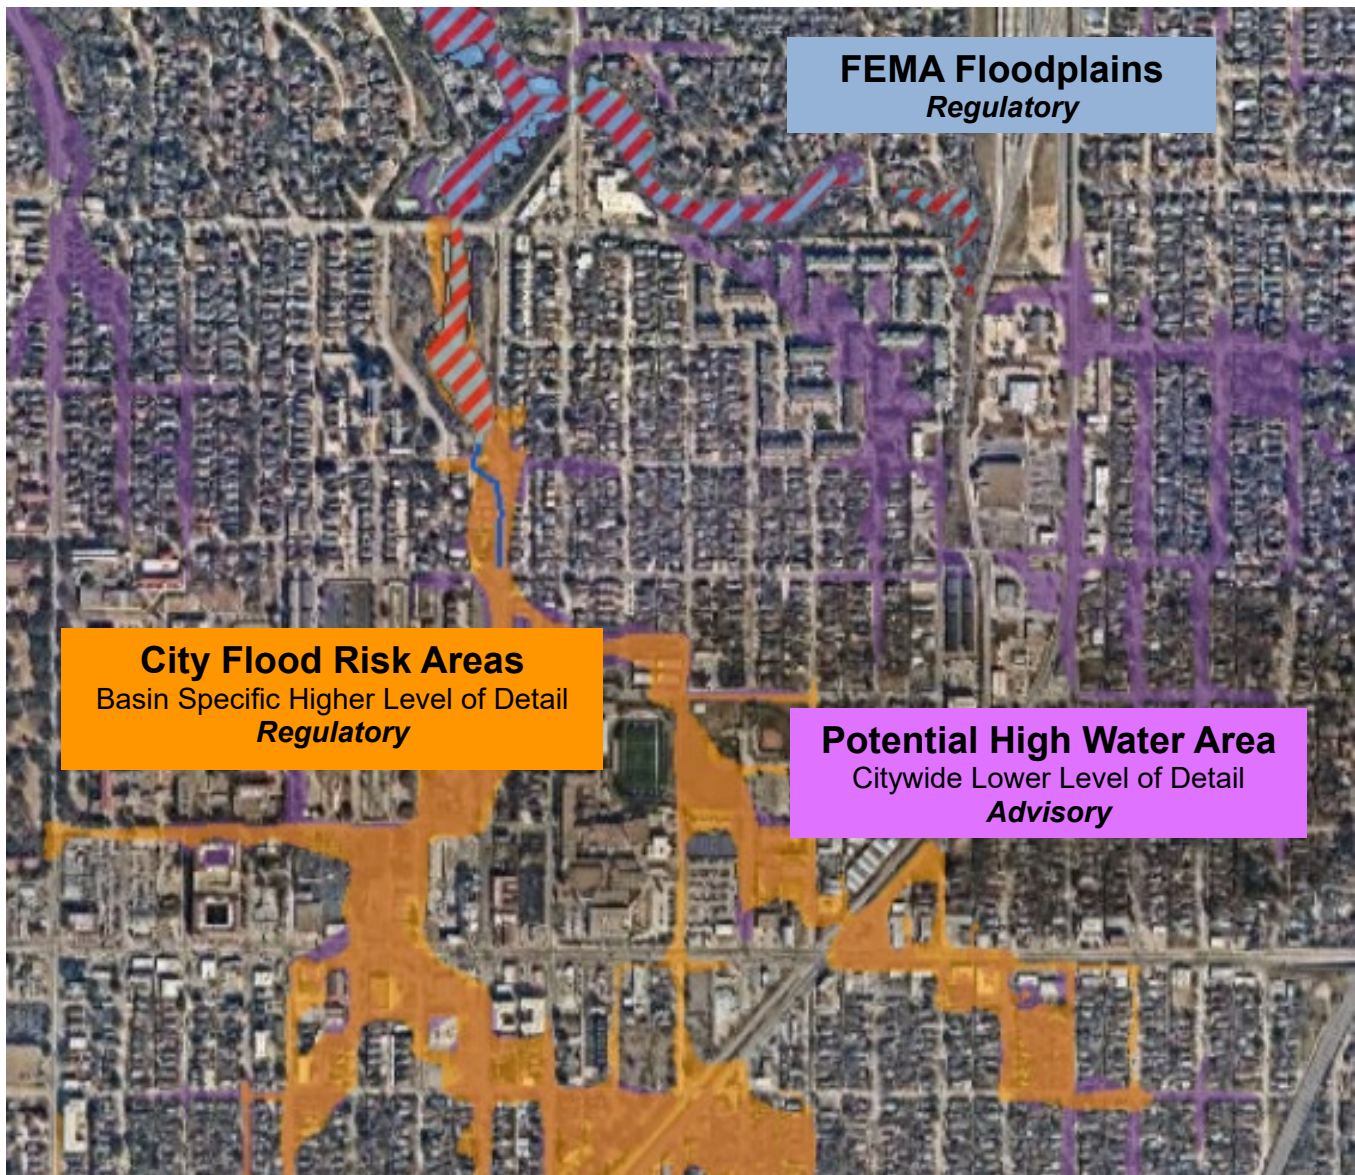 FEMA Floodplains
Regulatory
City Flood Risk Areas
Basin Specific Higher Level of Detail
Regulatory
Potential High Water Area
Citywide Lower Level of Detail
Advisory